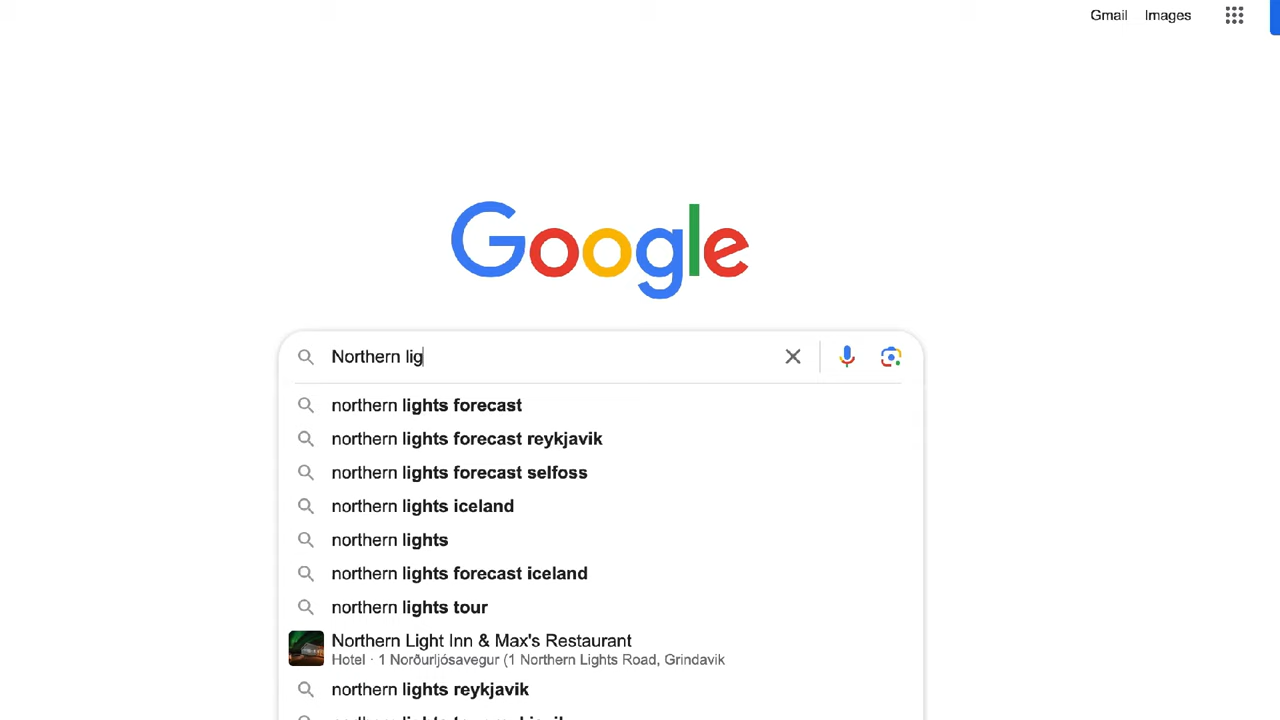 Gmail Images
Google
Northern lig
northern lights forecast
northern lights forecast reykjavik
northern lights forecast selfoss
northern lights iceland
northern lights
northern lights forecast iceland
northern lights tour
Northern Light Inn & Max's Restaurant
Hotel · 1 Norðurljósavegur (1 Northern Lights Road, Grindavik
northern lights reykjavik